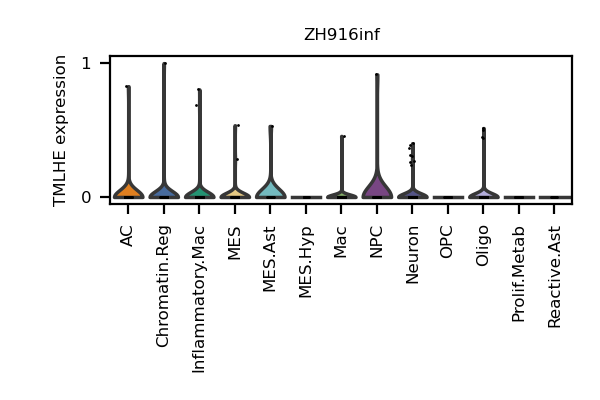 ZH916inf
TMLHE expression
1
0
AC
Chromatin.Reg
Inflammatory.Mac
MES
MES.Ast
MES.Hyp
Mac
NPC
Neuron
OPC
Oligo
Prolif.Metab
Reactive.Ast